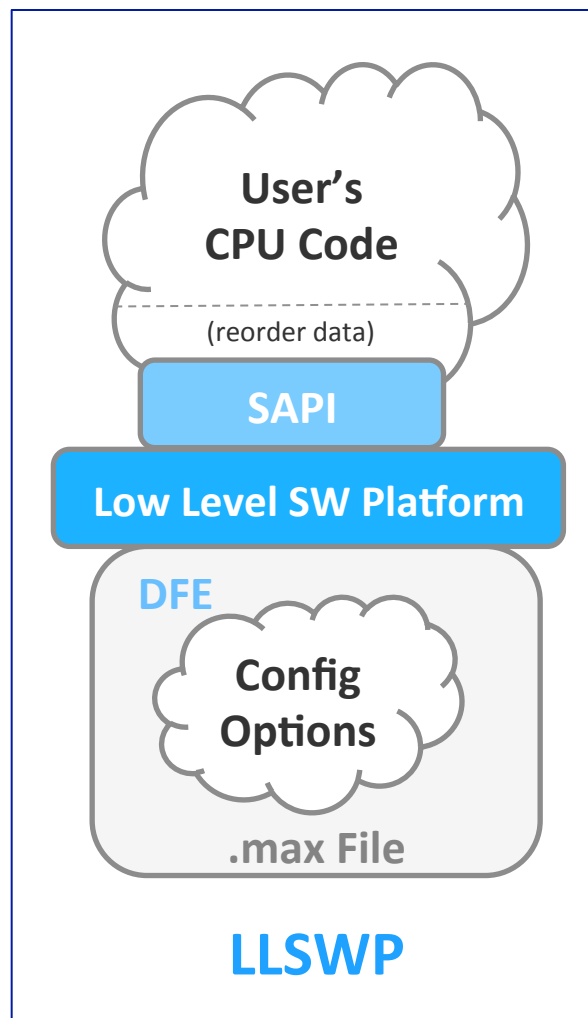 User’s
CPU Code
(reorder data)
SAPI
Low Level SW Platform
DFE
Config
Options
.max File
LLSWP